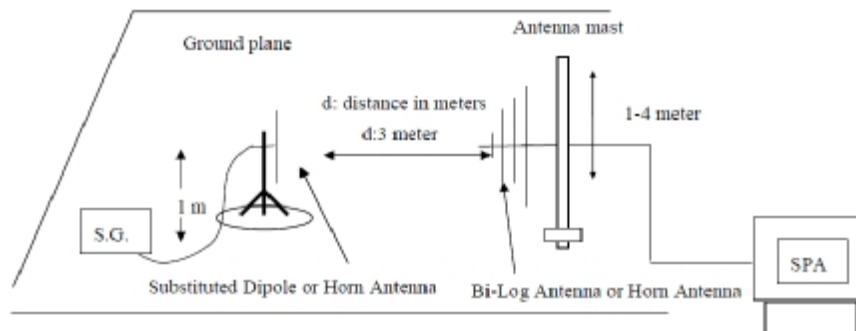 Antenna mast
Ground plane
d: distance in meters
d:3 meter
1-4 meter
1 m
S.G.
SPA
Substituted Dipole or Horn Antenna
Bi-Log Antenna or Horn Antenna